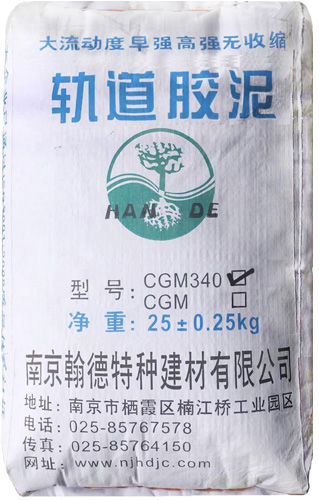 大流动度早强高强无收缩
轨道胶泥
HAN DE
型号:CGM340 ✓
CGM □
净重:25±0.25kg
南京翰德特种建材有限公司
地址:南京市栖霞区楠江桥工业园区
电话:025-85767578
传真:025-85764150
网址:www.njhdjc.com